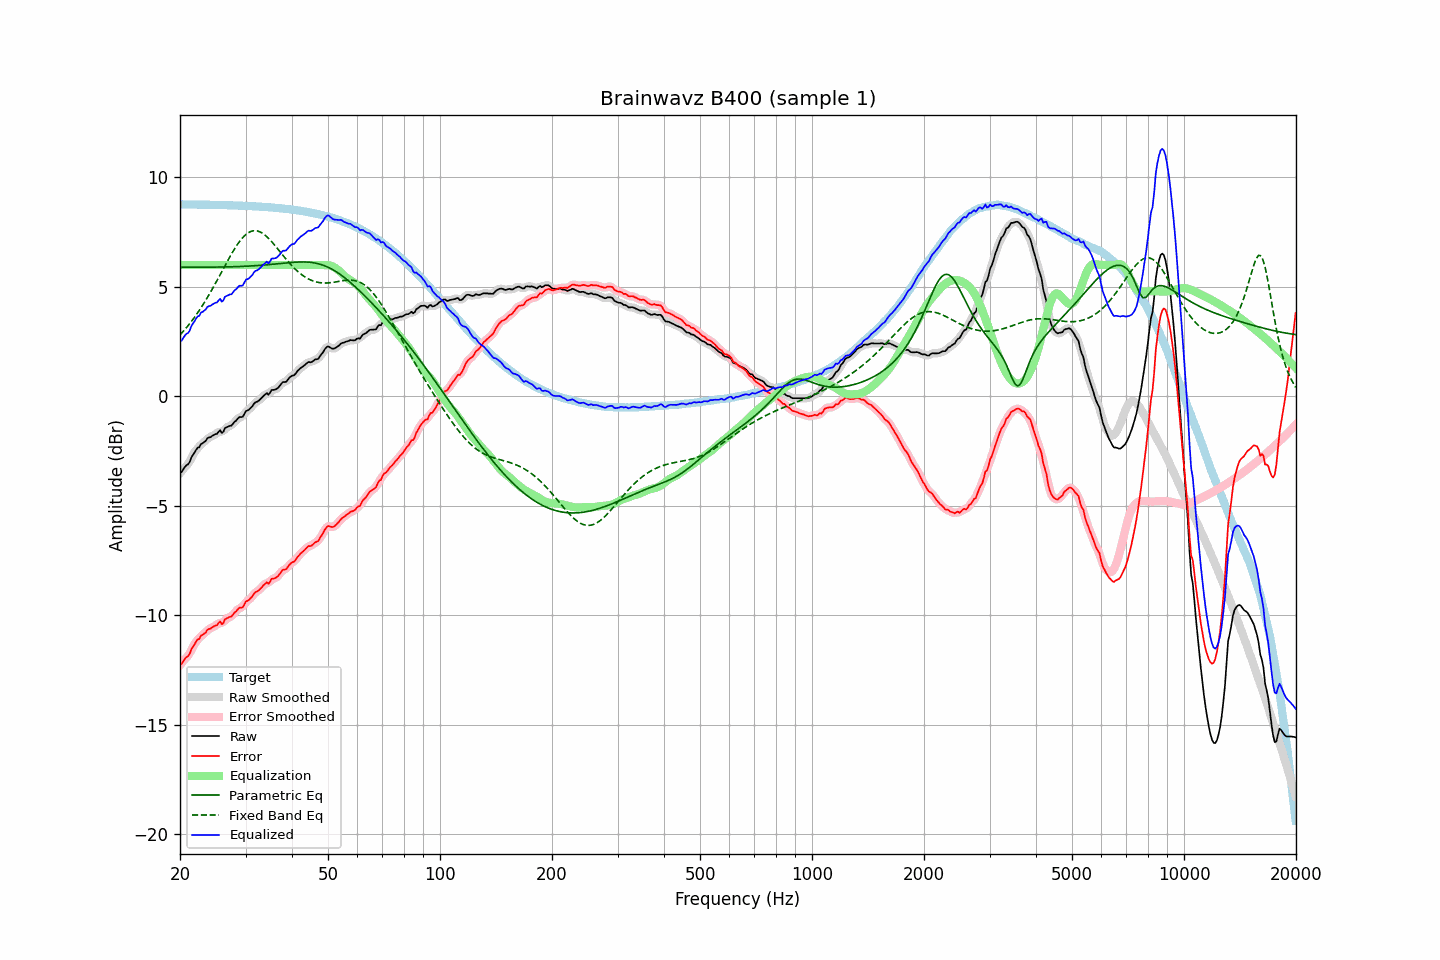 Brainwavz B400 (sample 1)
Amplitude (dBr)
10
5
0
−5
−10
−15
−20
Target
Raw Smoothed
Error Smoothed
Raw
Error
Equalization
Parametric Eq
Fixed Band Eq
Equalized
20 50 100 200 500 1000 2000 5000 10000 20000
Frequency (Hz)